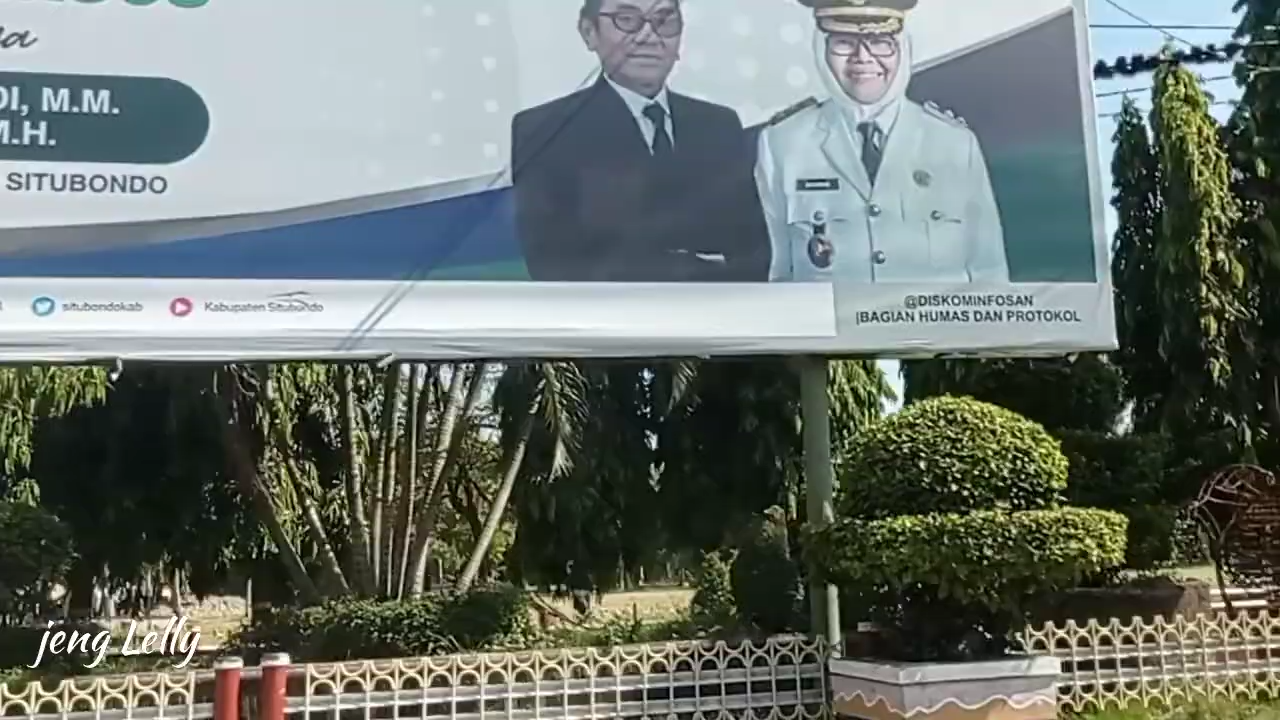 DI, M.M.
M.H.
SITUBONDO
situbondokab
Kabupaten Situbondo
@DISKOMINFOSAN
|BAGIAN HUMAS DAN PROTOKOL
jeng Lelly